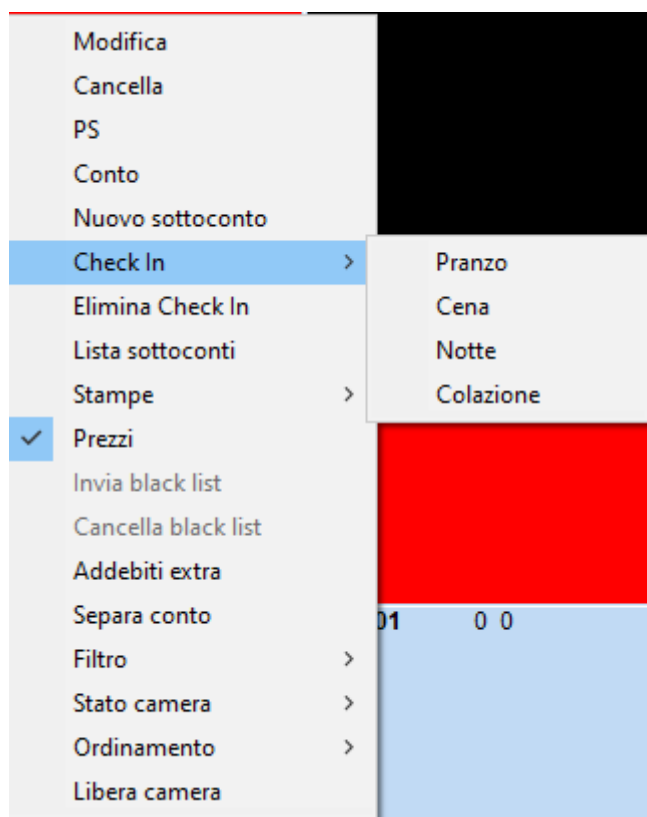 Modifica
Cancella
PS
Conto
Nuovo sottoconto
Check In
Pranzo
Elimina Check In
Cena
Lista sottoconti
Notte
Stampe
Colazione
Prezzi
Invia black list
Cancella black list
Addebiti extra
Separa conto
01 0 0
Filtro
Stato camera
Ordinamento
Libera camera